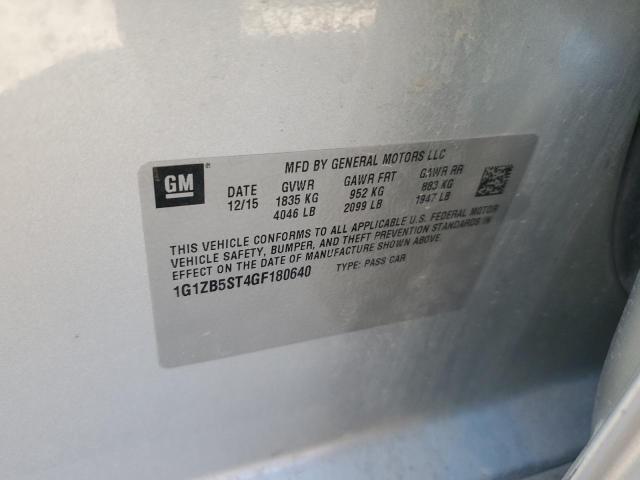 MFD BY GENERAL MOTORS LLC
GM
DATE GVWR GAWR FRT GAWR RR
12/15 1835 KG 952 KG 883 KG
4046 LB 2099 LB 1947 LB
THIS VEHICLE CONFORMS TO ALL APPLICABLE U.S. FEDERAL MOTOR
VEHICLE SAFETY, BUMPER, AND THEFT PREVENTION STANDARDS IN
EFFECT ON THE DATE OF MANUFACTURE SHOWN ABOVE.
1G1ZB5ST4GF180640 TYPE: PASS CAR